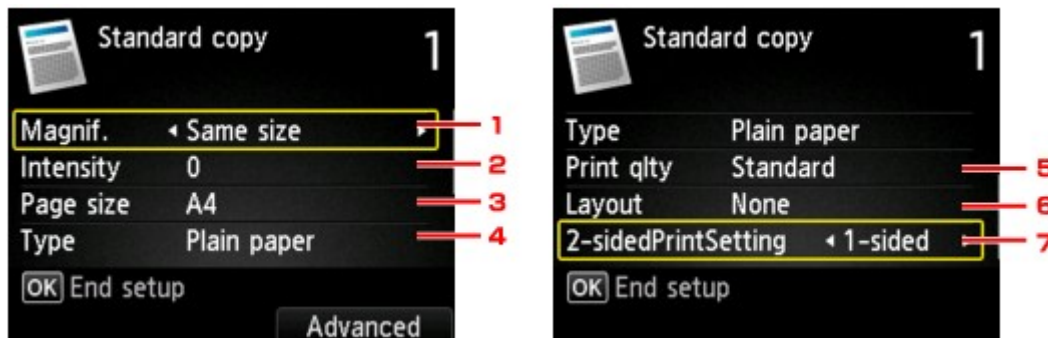 Standard copy 1
Magnif. Same size 1
Intensity 0 2
Page size A4 3
Type Plain paper 4
OK End setup
Advanced
Standard copy 1
Type Plain paper
Print qlty Standard 5
Layout None 6
2-sidedPrintSetting 1-sided 7
OK End setup